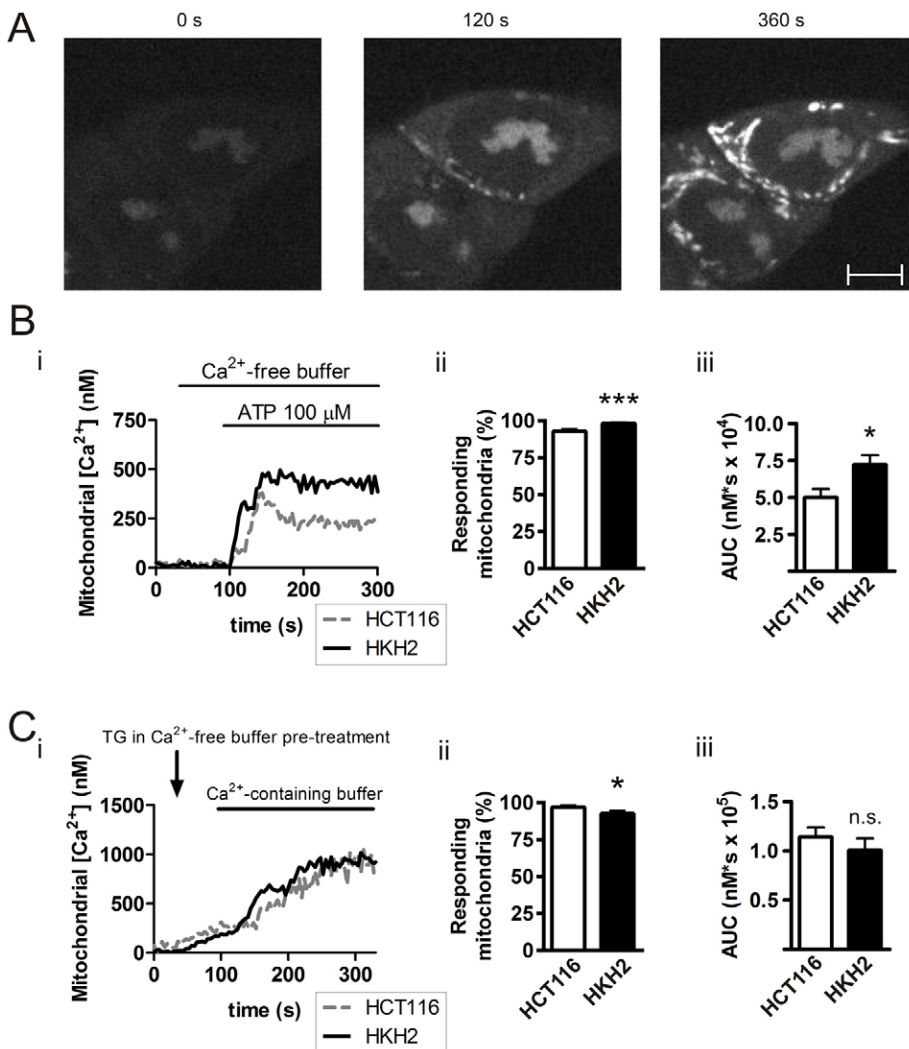 A
0 s
120 s
360 s
B
i
Ca²⁺-free buffer
ATP 100 µM
Mitochondrial [Ca²⁺] (nM)
750
500
250
0
0
100
200
300
time (s)
HCT116
HKH2
ii
***
Responding
mitochondria (%)
100
75
50
25
0
HCT116
HKH2
iii
*
AUC (nM*s x 10⁴)
10.0
7.5
5.0
2.5
HCT116
HKH2
C
i
TG in Ca²⁺-free buffer pre-treatment
Ca²⁺-containing buffer
Mitochondrial [Ca²⁺] (nM)
1500
1000
500
0
0
100
200
300
time (s)
HCT116
HKH2
ii
*
Responding
mitochondria (%)
100
75
50
25
0
HCT116
HKH2
iii
n.s.
AUC (nM*s x 10⁵)
1.5
1.0
0.5
HCT116
HKH2